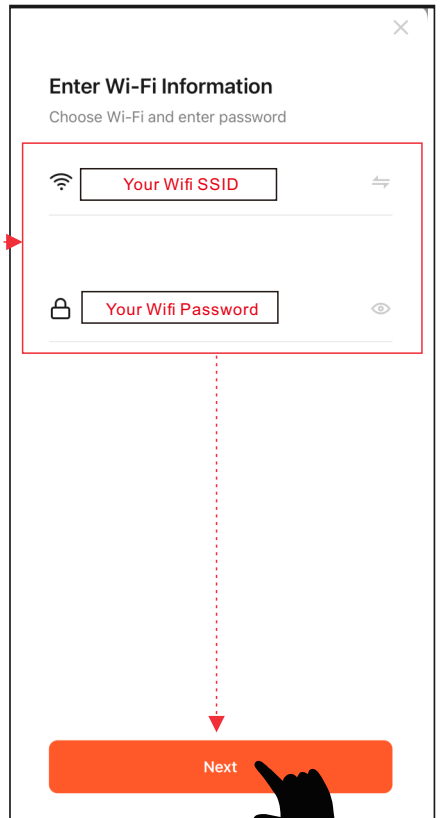 Enter Wi-Fi Information
Choose Wi-Fi and enter password
Your Wifi SSID
Your Wifi Password
Next